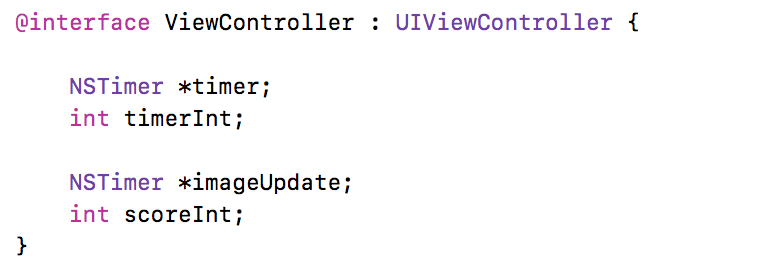 @interface ViewController : UIViewController {
NSTimer *timer;
int timerInt;
NSTimer *imageUpdate;
int scoreInt;
}